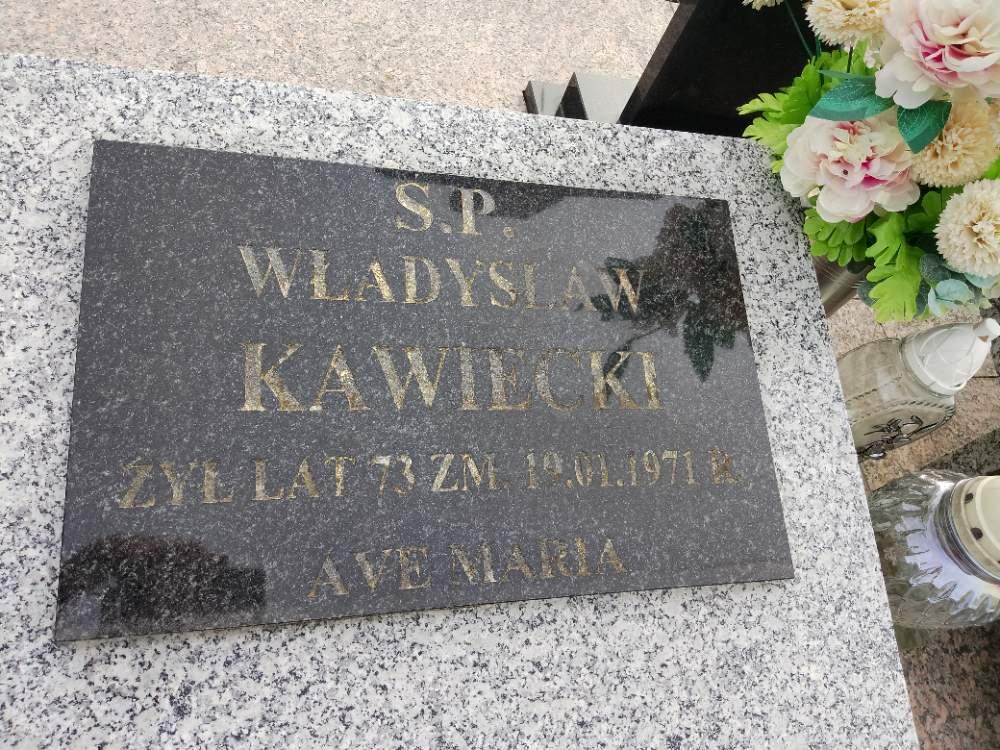 S.P.
WŁADYSŁAW
KAWIECKI
ŻYŁ LAT 73 ZM. 19.01.1971 R.
AVE MARIA